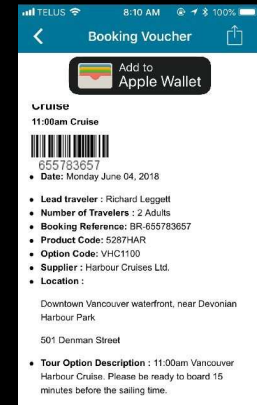 TELUS 8:10 AM 100%
Booking Voucher
Add to
Apple Wallet
Cruise
11:00am Cruise
655783657
• Date: Monday June 04, 2018
• Lead traveler : Richard Leggett
• Number of Travelers : 2 Adults
• Booking Reference: BR-655783657
• Product Code: 5287HAR
• Option Code: VHC1100
• Supplier : Harbour Cruises Ltd.
• Location :
Downtown Vancouver waterfront, near Devonian
Harbour Park
501 Denman Street
• Tour Option Description : 11:00am Vancouver
Harbour Cruise. Please be ready to board 15
minutes before the sailing time.